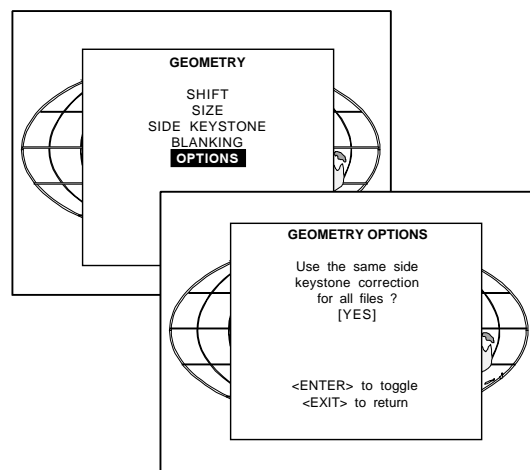 GEOMETRY
SHIFT
SIZE
SIDE KEYSTONE
BLANKING
OPTIONS
GEOMETRY OPTIONS
Use the same side
keystone correction
for all files ?
[YES]
<ENTER> to toggle
<EXIT> to return